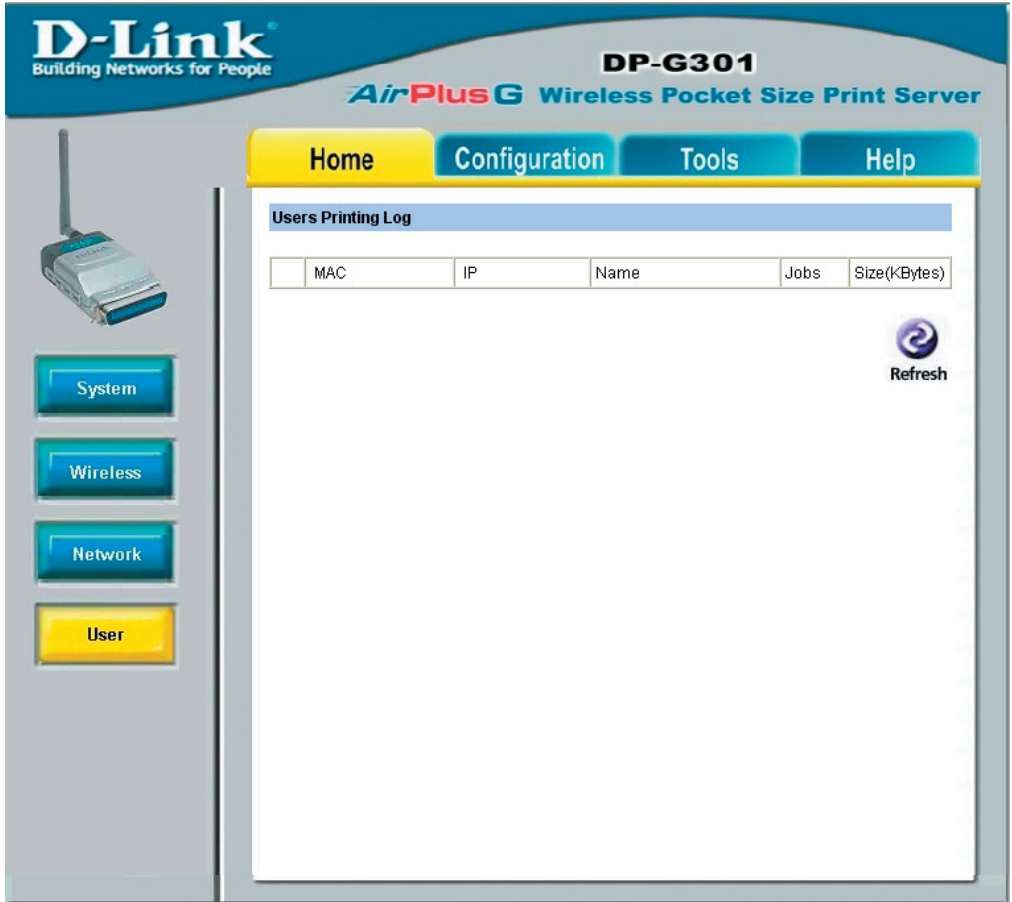 D-Link
Building Networks for People
DP-G301
AirPlus G Wireless Pocket Size Print Server
Home Configuration Tools Help
Users Printing Log
MAC IP Name Jobs Size(KBytes)
Refresh
System
Wireless
Network
User